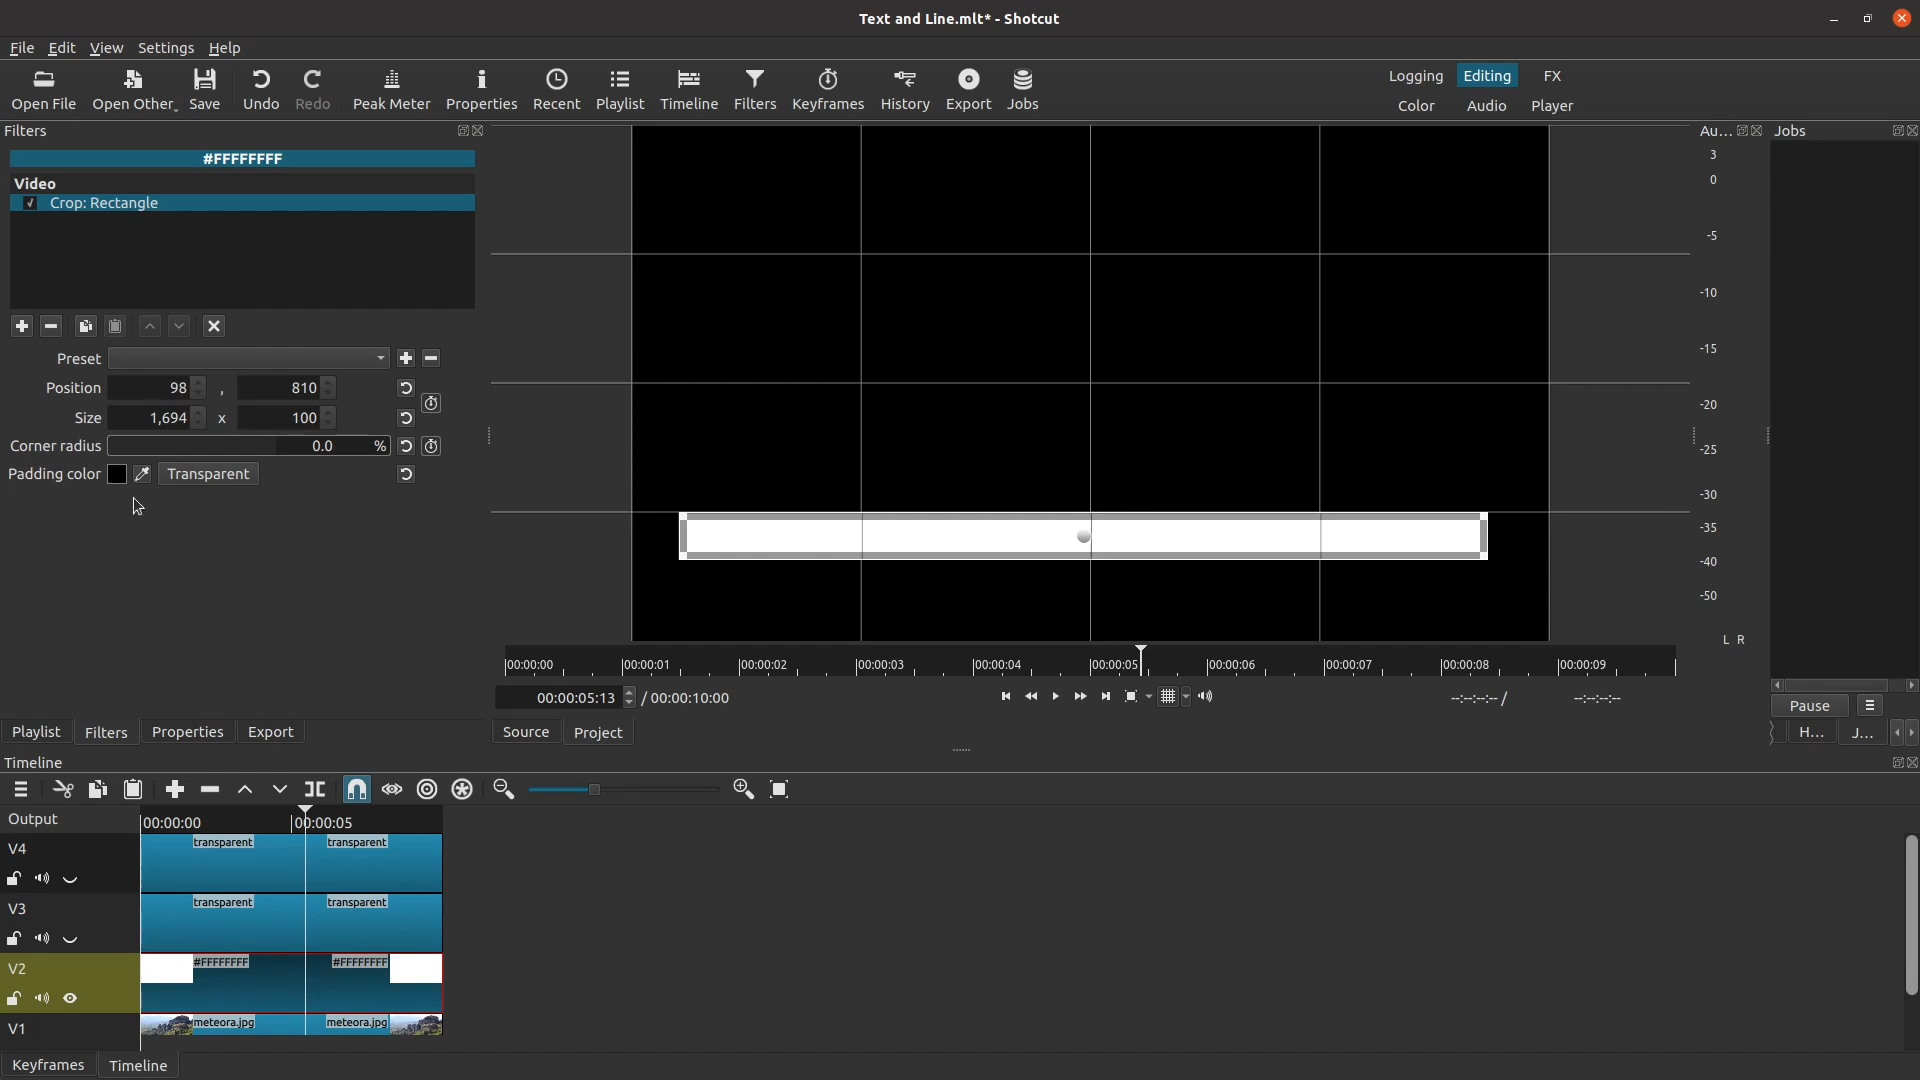 Text and Line.mlt* - Shotcut
File Edit View Settings Help
Open File Open Other Save Undo Redo Peak Meter Properties Recent Playlist Timeline Filters Keyframes History Export Jobs
Logging Editing FX
Color Audio Player
Filters
#FFFFFFFF
Video
Crop: Rectangle
Preset
Position 98 , 810
Size 1,694 x 100
Corner radius 0.0 %
Padding color Transparent
Au...
3
0
-5
-10
-15
-20
-25
-30
-35
-40
-50
L R
Jobs
Pause
H... J...
00:00:00 00:00:01 00:00:02 00:00:03 00:00:04 00:00:05 00:00:06 00:00:07 00:00:08 00:00:09
00:00:05:13 / 00:00:10:00 --:--:--:-- / --:--:--:--
Playlist Filters Properties Export Source Project
Timeline
Output 00:00:00 00:00:05
V4 transparent transparent
V3 transparent transparent
V2 #FFFFFFFF #FFFFFFFF
V1 meteora.jpg meteora.jpg
Keyframes Timeline